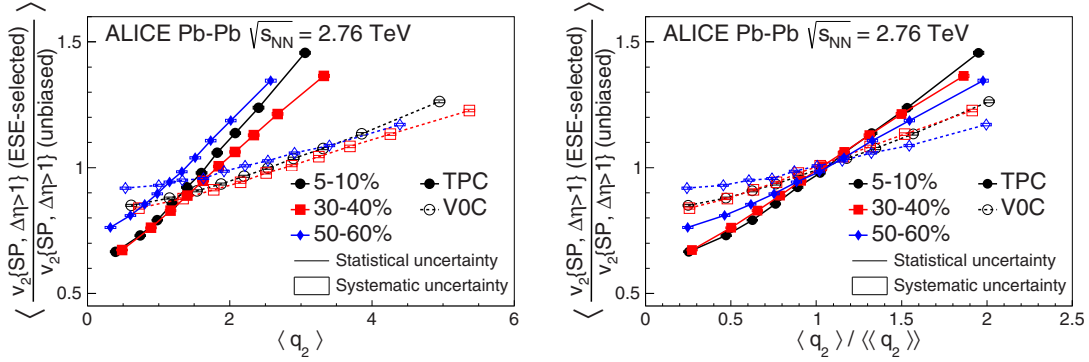 ALICE Pb-Pb √sNN = 2.76 TeV
⟨ v2{SP, Δη>1} (ESE-selected) / v2{SP, Δη>1} (unbiased) ⟩
1.5
1
0.5
5-10%
30-40%
50-60%
TPC
V0C
Statistical uncertainty
Systematic uncertainty
0 2 4 6
⟨ q2 ⟩
ALICE Pb-Pb √sNN = 2.76 TeV
⟨ v2{SP, Δη>1} (ESE-selected) / v2{SP, Δη>1} (unbiased) ⟩
1.5
1
0.5
5-10%
30-40%
50-60%
TPC
V0C
Statistical uncertainty
Systematic uncertainty
0 0.5 1 1.5 2 2.5
⟨ q2 ⟩ / ⟨⟨ q2 ⟩⟩